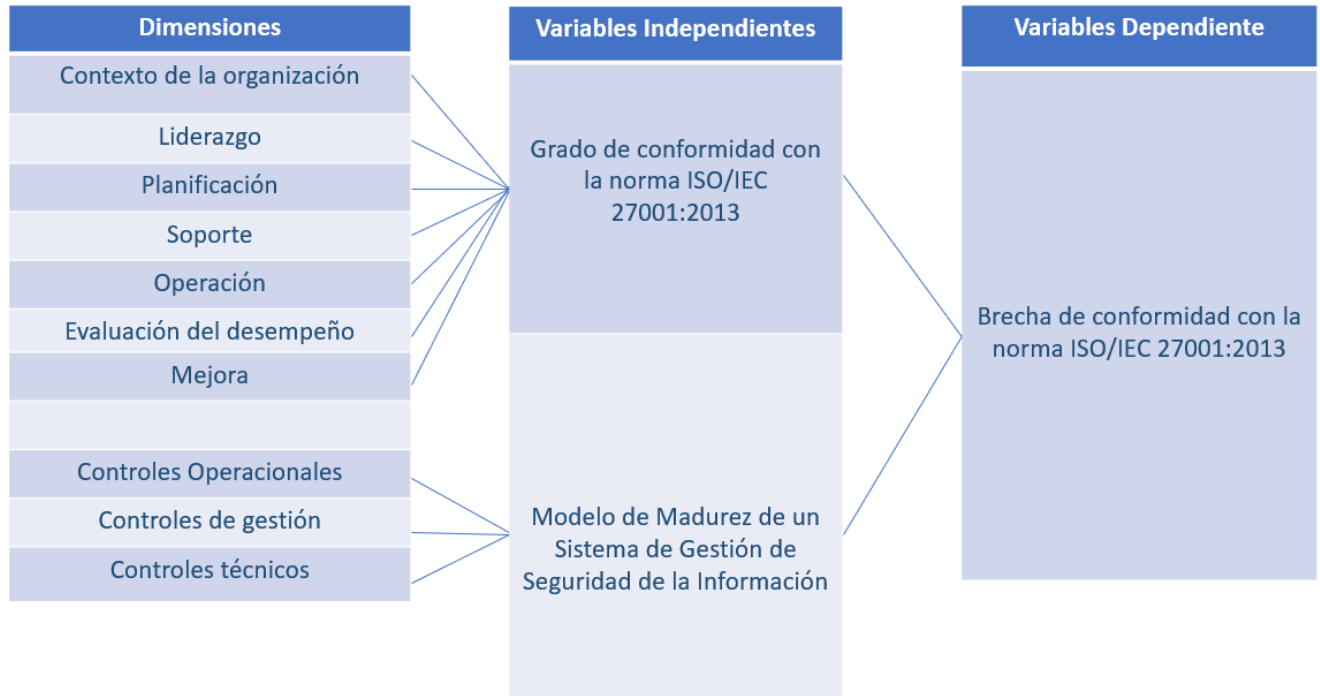 Dimensiones
Contexto de la organización
Liderazgo
Planificación
Soporte
Operación
Evaluación del desempeño
Mejora
Controles Operacionales
Controles de gestión
Controles técnicos
Variables Independientes
Grado de conformidad con
la norma ISO/IEC
27001:2013
Modelo de Madurez de un
Sistema de Gestión de
Seguridad de la Información
Variables Dependiente
Brecha de conformidad con la
norma ISO/IEC 27001:2013